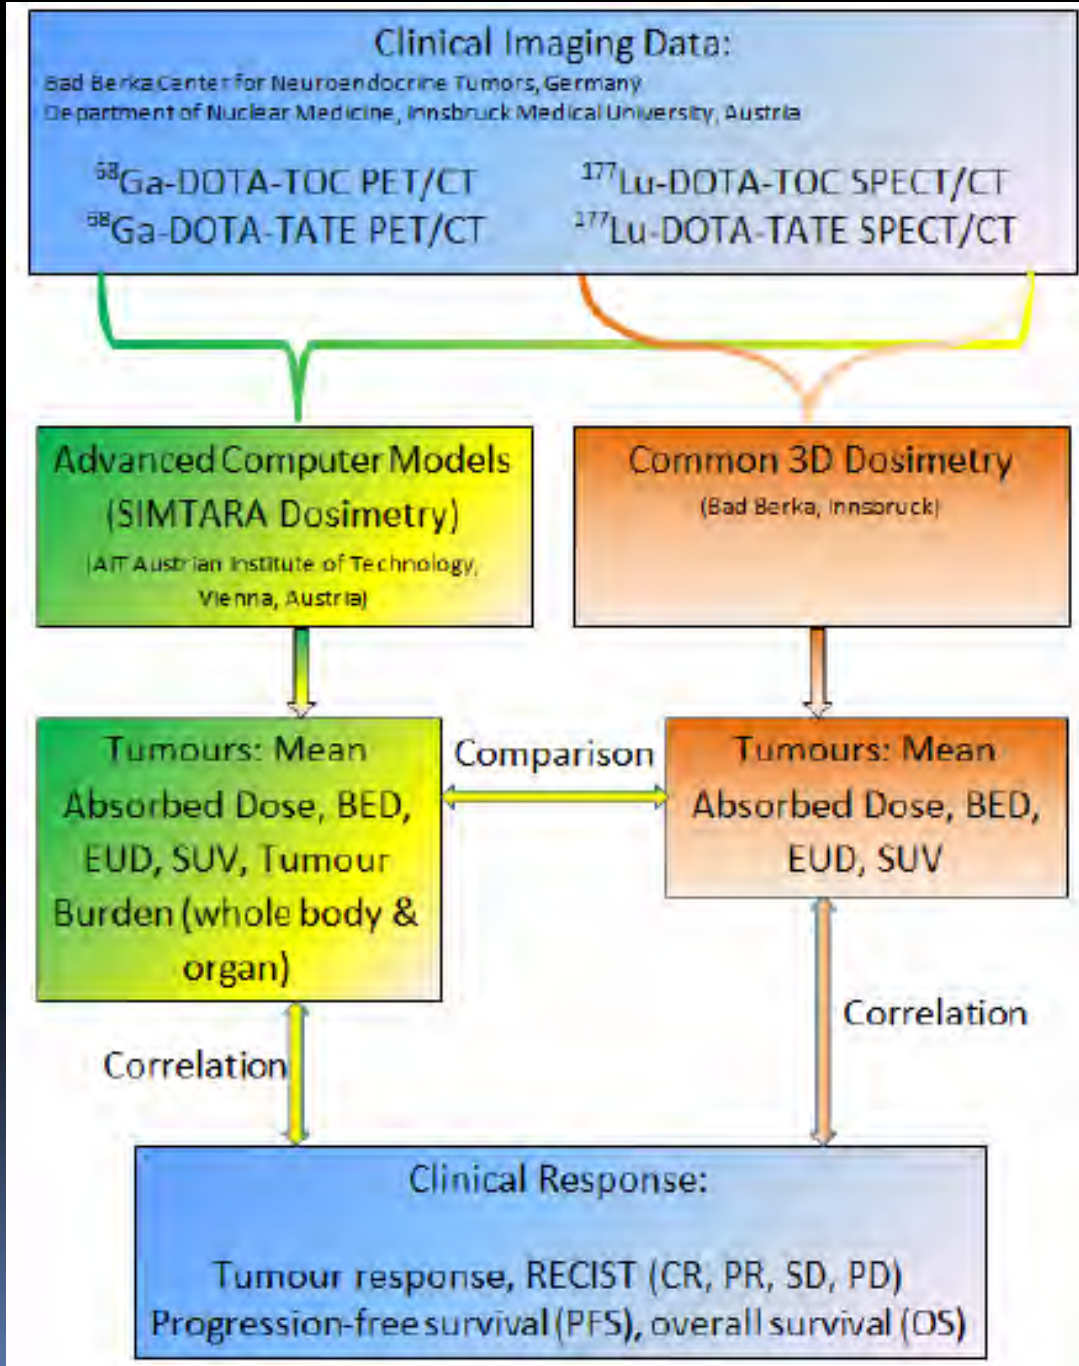 Clinical Imaging Data:
Bad Berka Center for Neuroendocrine Tumors, Germany
Department of Nuclear Medicine, Innsbruck Medical University, Austria
⁶⁸Ga-DOTA-TOC PET/CT
⁶⁸Ga-DOTA-TATE PET/CT
¹⁷⁷Lu-DOTA-TOC SPECT/CT
¹⁷⁷Lu-DOTA-TATE SPECT/CT
Advanced Computer Models
(SIMTARA Dosimetry)
(AIT Austrian Institute of Technology,
Vienna, Austria)
Common 3D Dosimetry
(Bad Berka, Innsbruck)
Tumours: Mean
Absorbed Dose, BED,
EUD, SUV, Tumour
Burden (whole body &
organ)
Comparison
Tumours: Mean
Absorbed Dose, BED,
EUD, SUV
Correlation
Correlation
Clinical Response:
Tumour response, RECIST (CR, PR, SD, PD)
Progression-free survival (PFS), overall survival (OS)